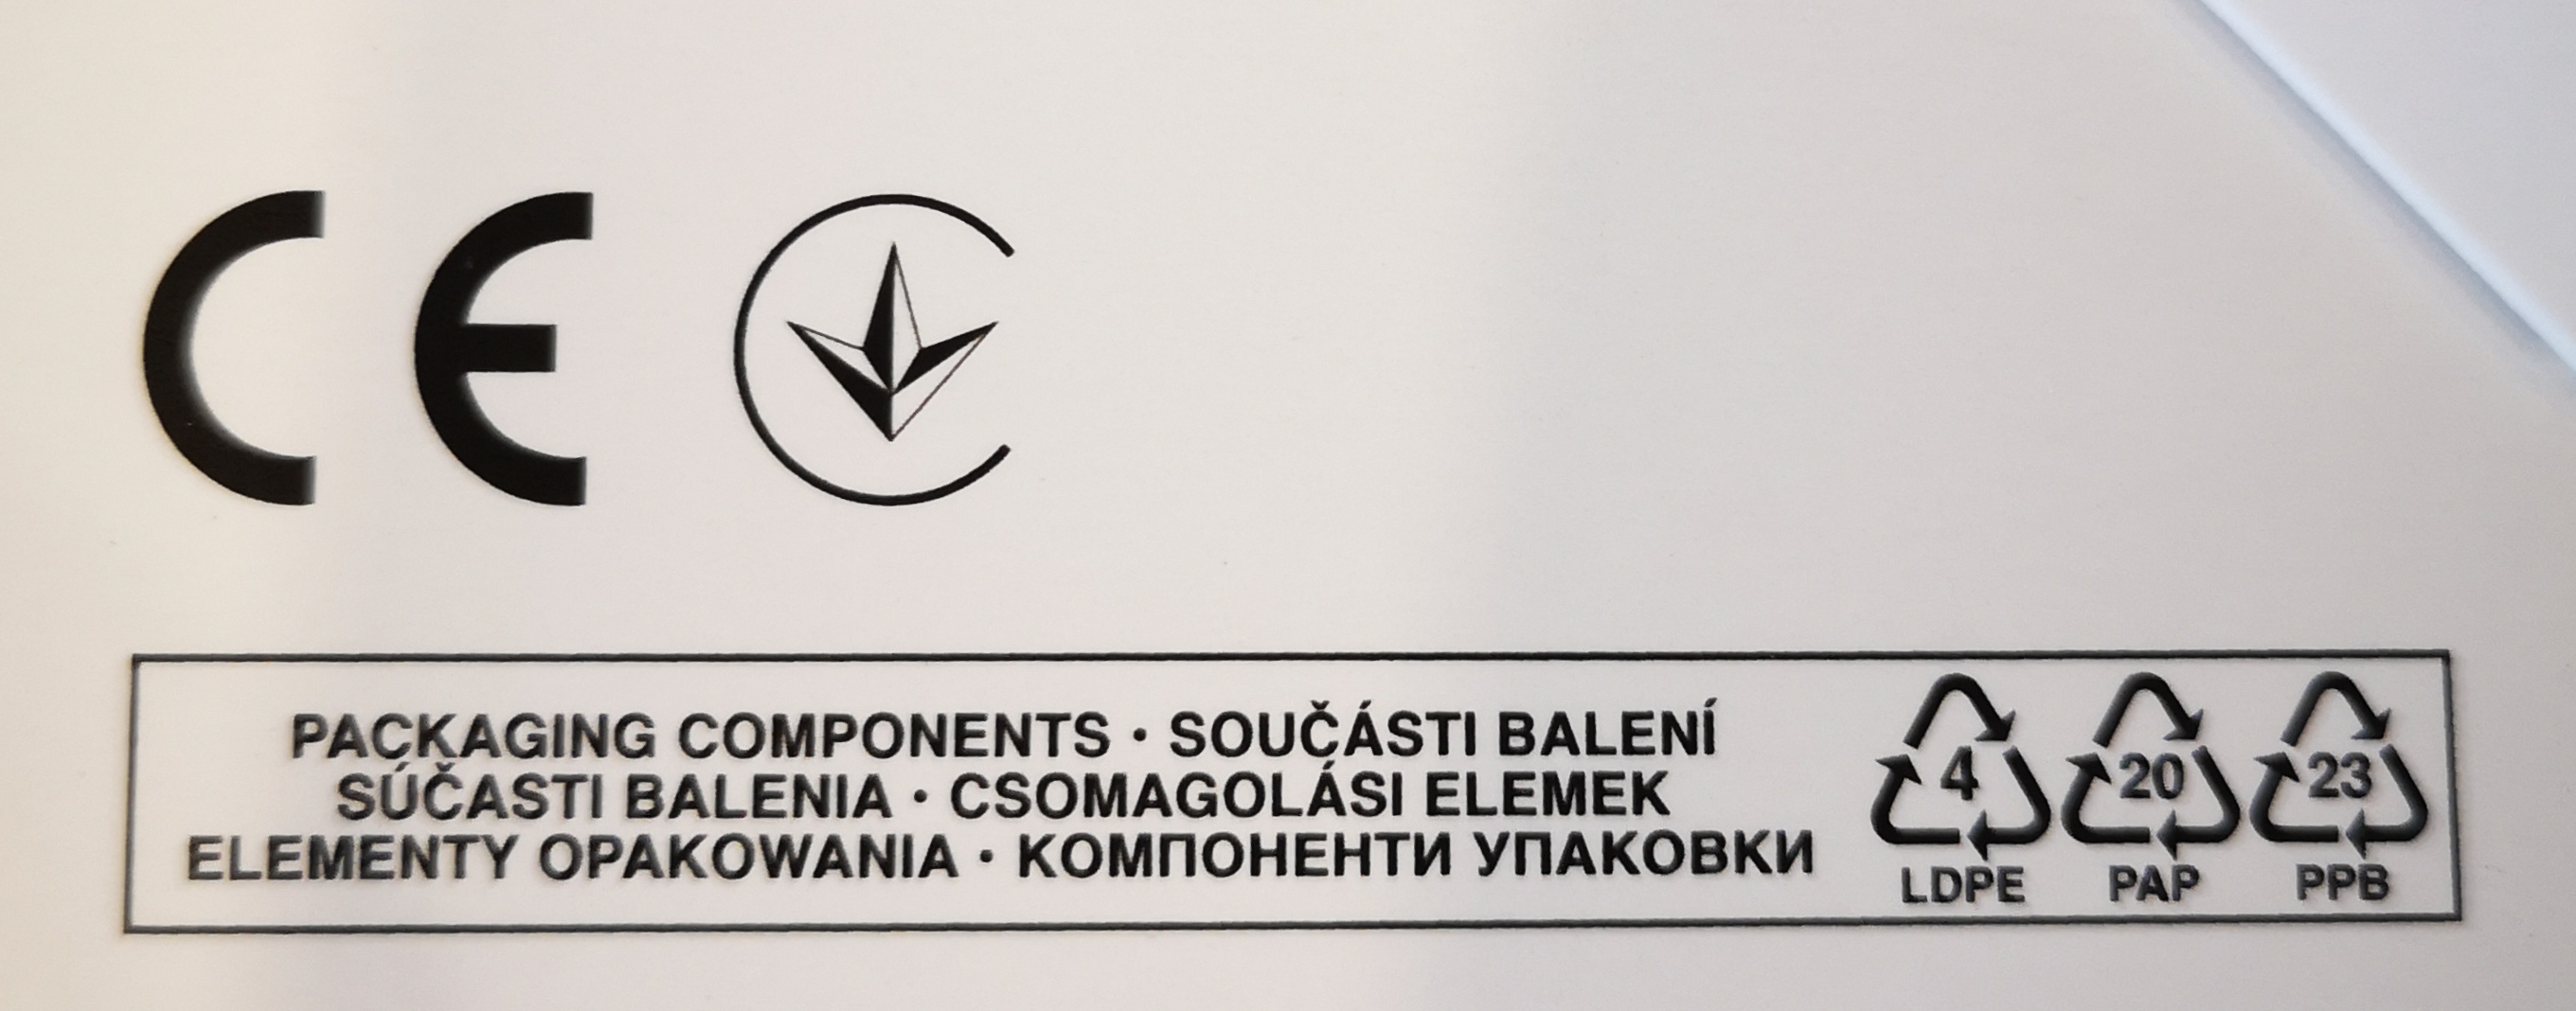 CE
PACKAGING COMPONENTS • SOUČÁSTI BALENÍ
SÚČASTI BALENIA • CSOMAGOLÁSI ELEMEK
ELEMENTY OPAKOWANIA • КОМПОНЕНТИ УПАКОВКИ
4 20 23
LDPE PAP PPB